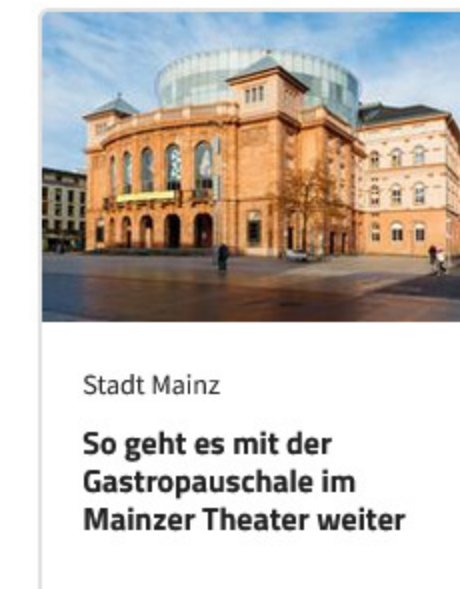 Stadt Mainz
So geht es mit der
Gastropauschale im
Mainzer Theater weiter